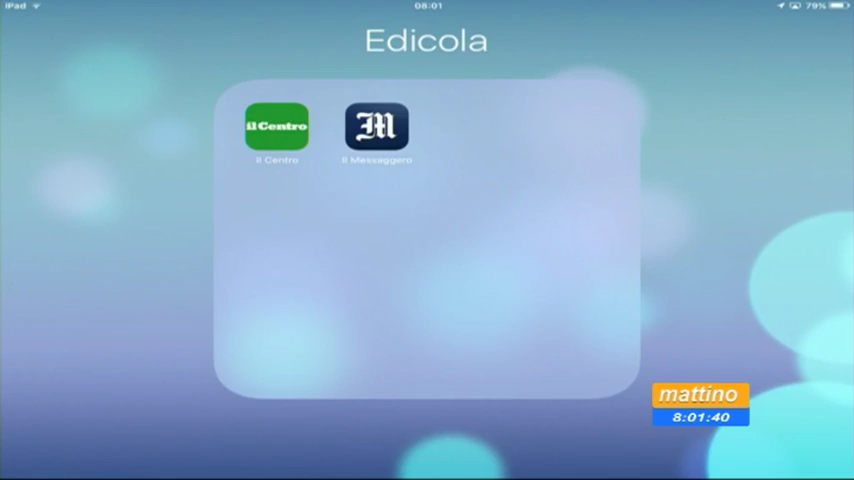 iPad
08:01
79%
Edicola
il Centro
M
Il Centro
Il Messaggero
mattino
8:01:40